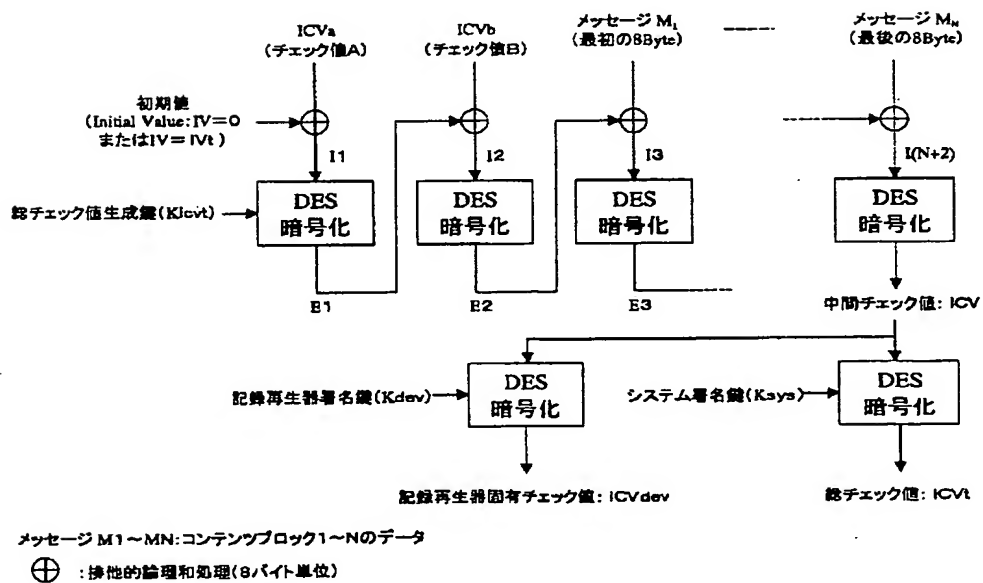 ICVa
(チェック値A)
ICVb
(チェック値B)
メッセージ M1
(最初の8Byte)
メッセージ MN
(最後の8Byte)
初期値
(Initial Value: IV=0
またはIV= IVt )
I1
I2
I3
I(N+2)
総チェック値生成鍵(Kicvt)
DES
暗号化
DES
暗号化
DES
暗号化
DES
暗号化
E1
E2
E3
中間チェック値: ICV
記録再生器署名鍵(Kdev)
DES
暗号化
システム署名鍵(Ksys)
DES
暗号化
記録再生器固有チェック値: ICVdev
総チェック値: ICVt
メッセージ M1~MN:コンテンツブロック1~Nのデータ
:排他的論理和処理(8バイト単位)